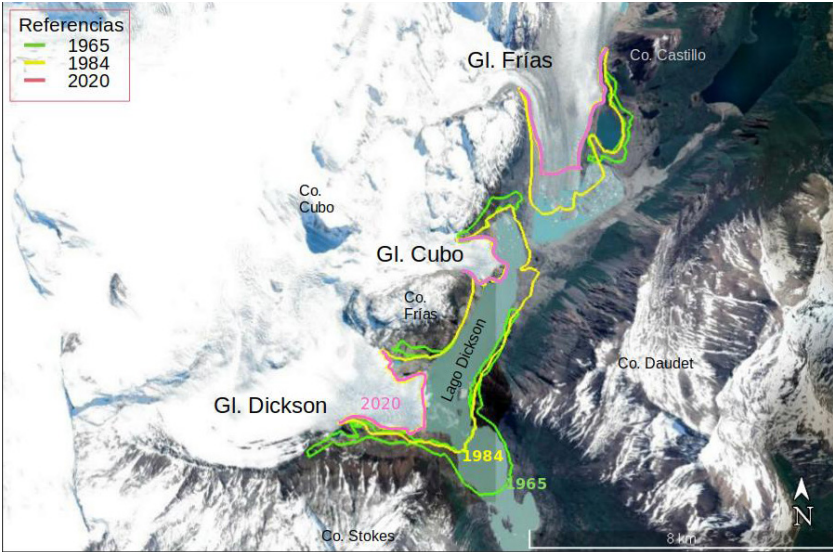 Referencias
1965
1984
2020
Gl. Frías
Co. Castillo
Co.
Cubo
Gl. Cubo
Co.
Frías
Lago Dickson
Co. Daudet
Gl. Dickson
2020
1984
1965
N
Co. Stokes
8 km